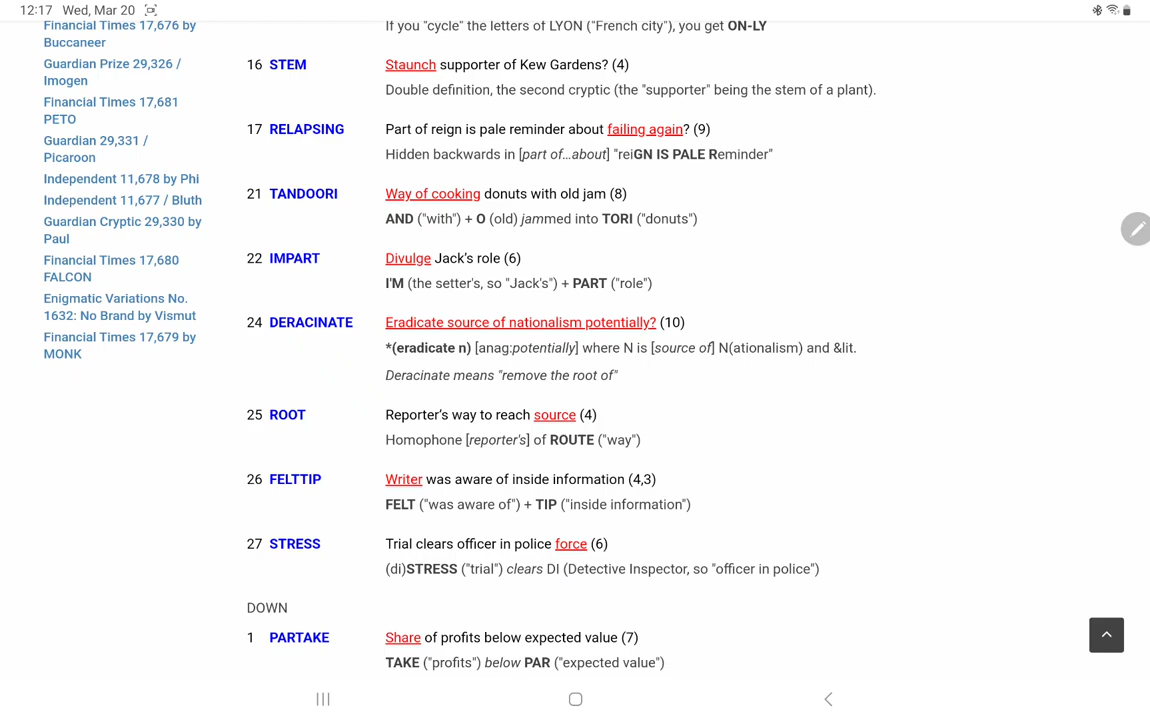 12:17 Wed, Mar 20
Financial Times 17,676 by
Buccaneer
Guardian Prize 29,326 /
Imogen
Financial Times 17,681
PETO
Guardian 29,331 /
Picaroon
Independent 11,678 by Phi
Independent 11,677 / Bluth
Guardian Cryptic 29,330 by
Paul
Financial Times 17,680
FALCON
Enigmatic Variations No.
1632: No Brand by Vismut
Financial Times 17,679 by
MONK
If you "cycle" the letters of LYON ("French city"), you get ON-LY
16 STEM Staunch supporter of Kew Gardens? (4)
Double definition, the second cryptic (the "supporter" being the stem of a plant).
17 RELAPSING Part of reign is pale reminder about failing again? (9)
Hidden backwards in [part of…about] "reiGN IS PALE Reminder"
21 TANDOORI Way of cooking donuts with old jam (8)
AND ("with") + O (old) jammed into TORI ("donuts")
22 IMPART Divulge Jack's role (6)
I'M (the setter's, so "Jack's") + PART ("role")
24 DERACINATE Eradicate source of nationalism potentially? (10)
*(eradicate n) [anag:potentially] where N is [source of] N(ationalism) and &lit.
Deracinate means "remove the root of"
25 ROOT Reporter's way to reach source (4)
Homophone [reporter's] of ROUTE ("way")
26 FELTTIP Writer was aware of inside information (4,3)
FELT ("was aware of") + TIP ("inside information")
27 STRESS Trial clears officer in police force (6)
(di)STRESS ("trial") clears DI (Detective Inspector, so "officer in police")
DOWN
1 PARTAKE Share of profits below expected value (7)
TAKE ("profits") below PAR ("expected value")